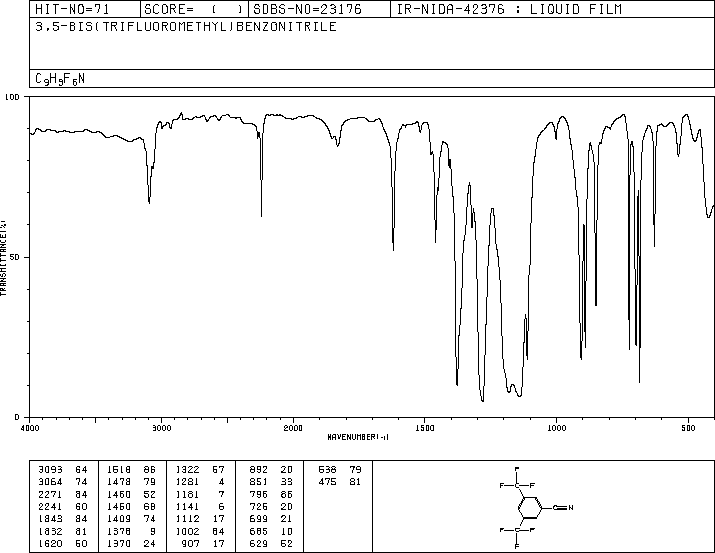 HIT-NO=71 SCORE= ( ) SDBS-NO=23176 IR-NIDA-42376 : LIQUID FILM
3,5-BIS(TRIFLUOROMETHYL)BENZONITRILE
C9H3F6N
100
50
0
TRANSMITTANCE(%)
4000 3000 2000 1500 1000 500
WAVENUMBER(-1)
3093 64 1518 86 1322 67 892 20 538 79
3064 74 1478 79 1281 4 851 33 475 81
2271 84 1460 52 1181 7 796 86
2241 60 1450 68 1141 6 726 20
1843 84 1409 74 1112 17 699 21
1832 81 1378 9 1002 84 685 10
1620 50 1370 24 907 17 629 52
F
F C F
C N
F C F
F